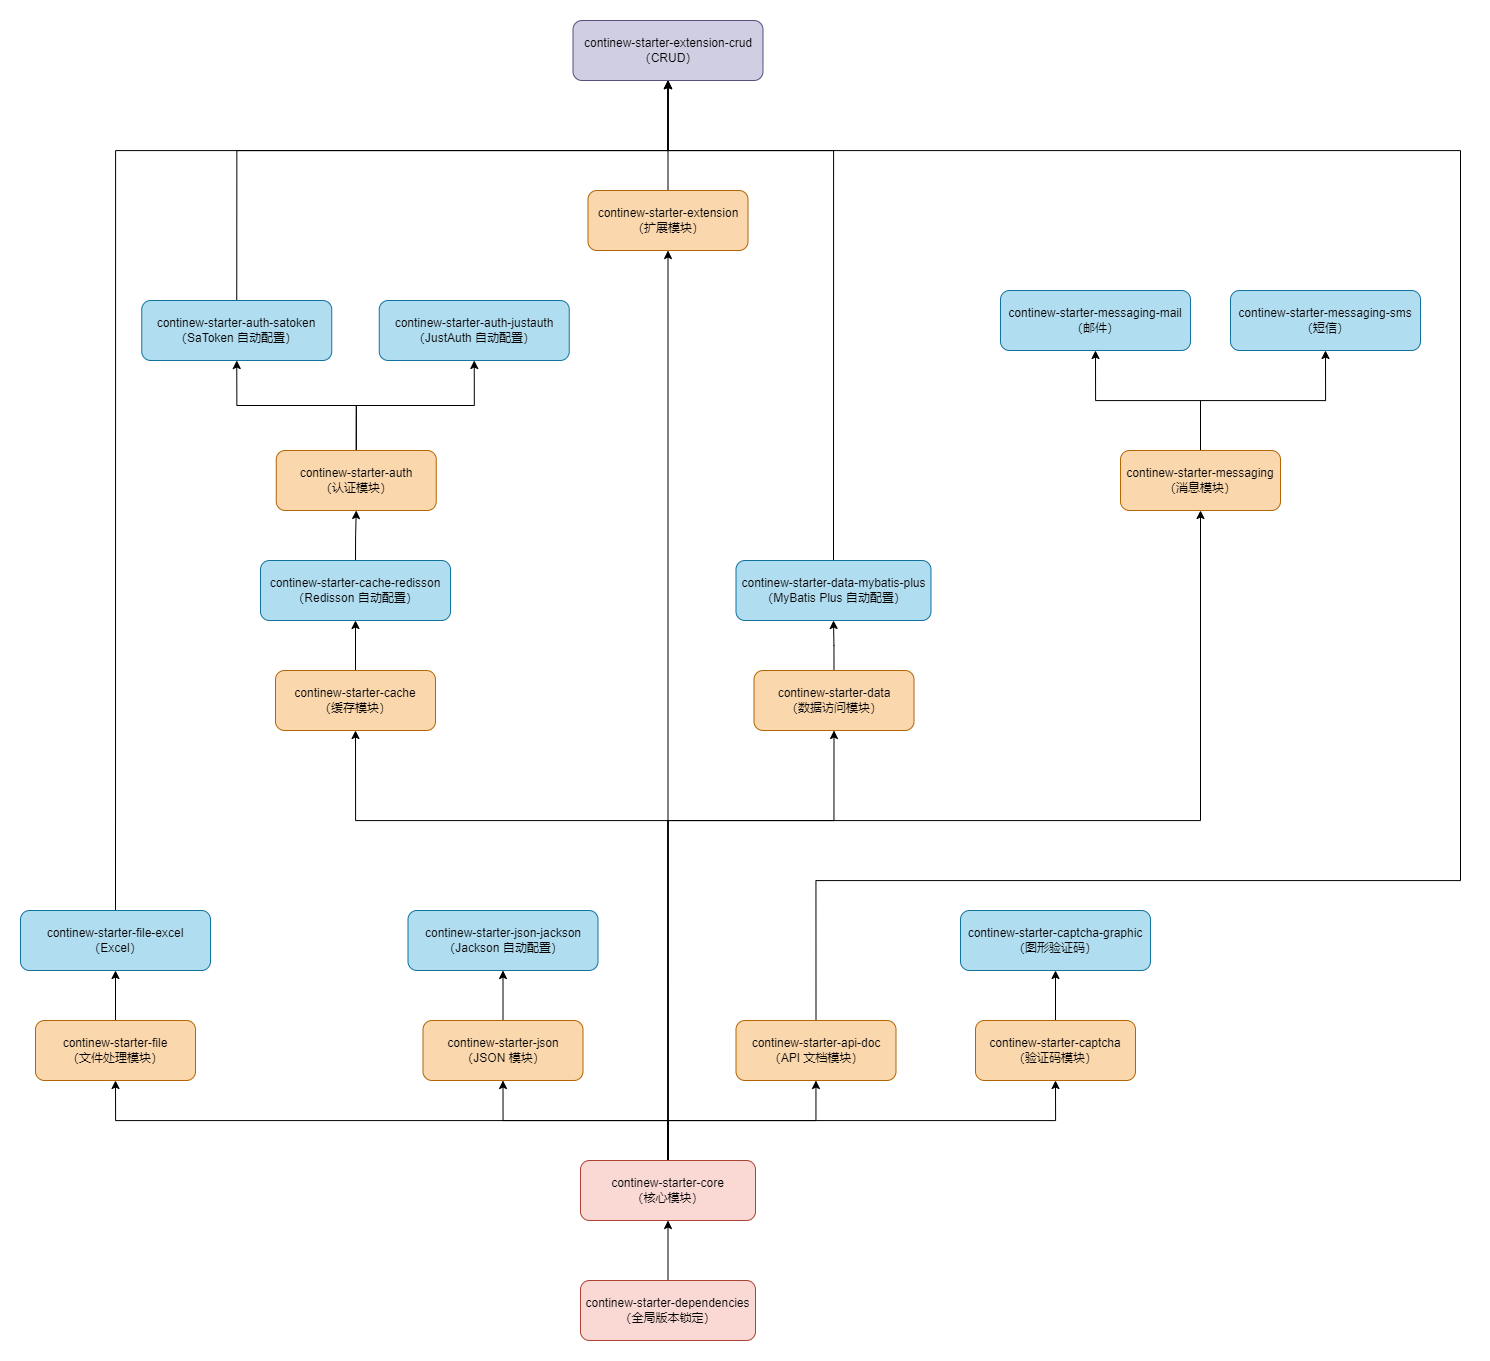 continew-starter-extension-crud
（CRUD）
continew-starter-extension
（扩展模块）
continew-starter-auth-satoken
（SaToken 自动配置）
continew-starter-auth-justauth
（JustAuth 自动配置）
continew-starter-messaging-mail
（邮件）
continew-starter-messaging-sms
（短信）
continew-starter-auth
（认证模块）
continew-starter-messaging
（消息模块）
continew-starter-cache-redisson
（Redisson 自动配置）
continew-starter-data-mybatis-plus
（MyBatis Plus 自动配置）
continew-starter-cache
（缓存模块）
continew-starter-data
（数据访问模块）
continew-starter-file-excel
（Excel）
continew-starter-json-jackson
（Jackson 自动配置）
continew-starter-captcha-graphic
（图形验证码）
continew-starter-file
（文件处理模块）
continew-starter-json
（JSON 模块）
continew-starter-api-doc
（API 文档模块）
continew-starter-captcha
（验证码模块）
continew-starter-core
（核心模块）
continew-starter-dependencies
（全局版本锁定）